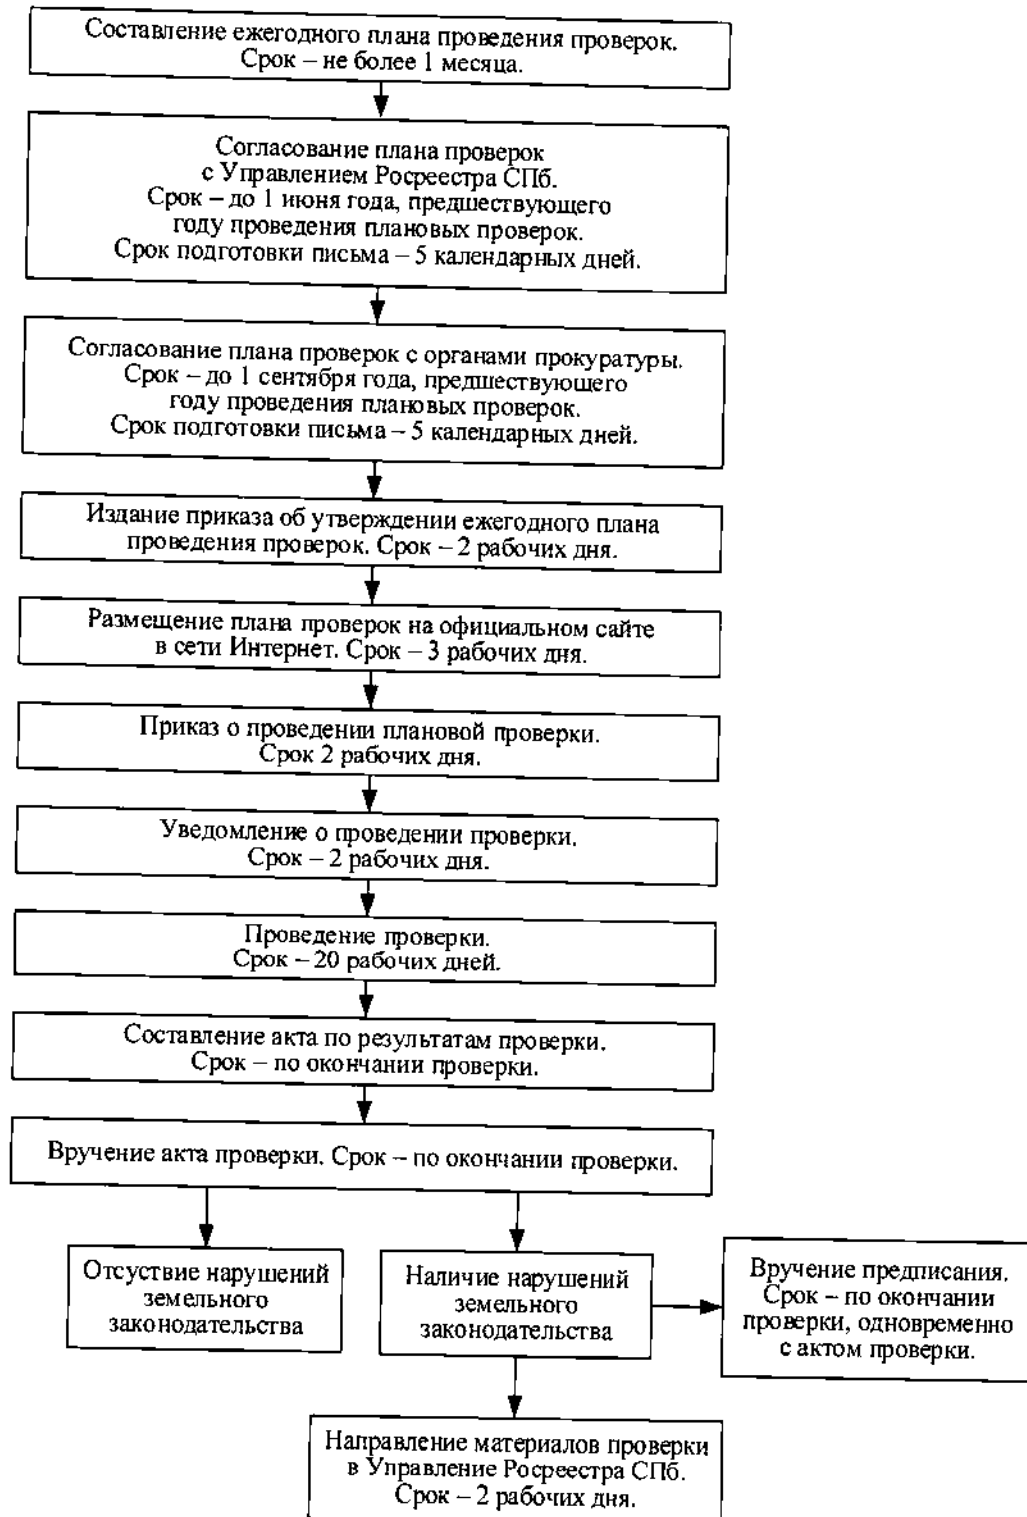 Составление ежегодного плана проведения проверок.
Срок – не более 1 месяца.
Согласование плана проверок
с Управлением Росреестра СПб.
Срок – до 1 июня года, предшествующего
году проведения плановых проверок.
Срок подготовки письма – 5 календарных дней.
Согласование плана проверок с органами прокуратуры.
Срок – до 1 сентября года, предшествующего
году проведения плановых проверок.
Срок подготовки письма – 5 календарных дней.
Издание приказа об утверждении ежегодного плана
проведения проверок. Срок – 2 рабочих дня.
Размещение плана проверок на официальном сайте
в сети Интернет. Срок – 3 рабочих дня.
Приказ о проведении плановой проверки.
Срок 2 рабочих дня.
Уведомление о проведении проверки.
Срок – 2 рабочих дня.
Проведение проверки.
Срок – 20 рабочих дней.
Составление акта по результатам проверки.
Срок – по окончании проверки.
Вручение акта проверки. Срок – по окончании проверки.
Отсуствие нарушений
земельного
законодательства
Наличие нарушений
земельного
законодательства
Вручение предписания.
Срок – по окончании
проверки, одновременно
с актом проверки.
Направление материалов проверки
в Управление Росреестра СПб.
Срок – 2 рабочих дня.